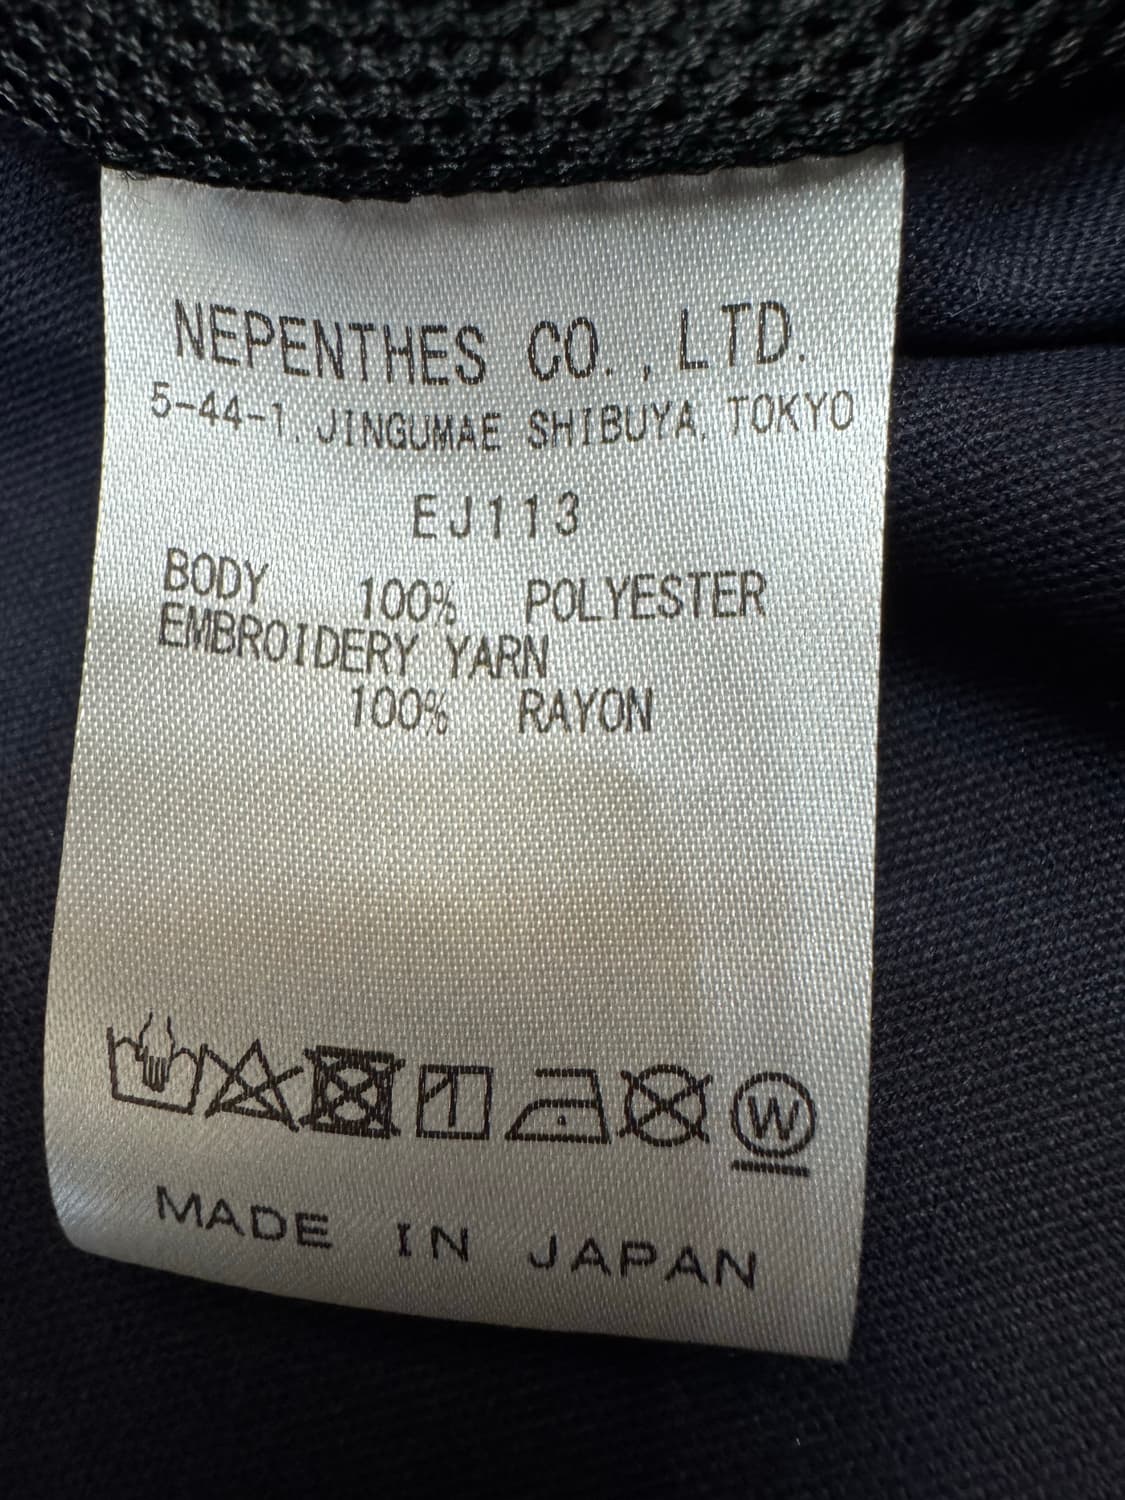 NEPENTHES CO., LTD.
5-44-1, JINGUMAE SHIBUYA, TOKYO
EJ113
BODY 100% POLYESTER
EMBROIDERY YARN
100% RAYON
W
MADE IN JAPAN